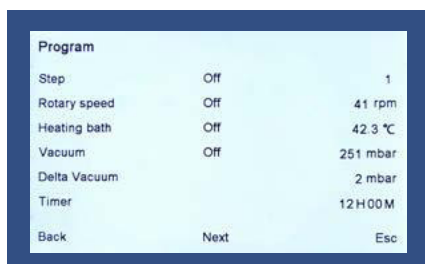 Program
Step Off 1
Rotary speed Off 41 rpm
Heating bath Off 42.3 ℃
Vacuum Off 251 mbar
Delta Vacuum 2 mbar
Timer 12H00M
Back Next Esc